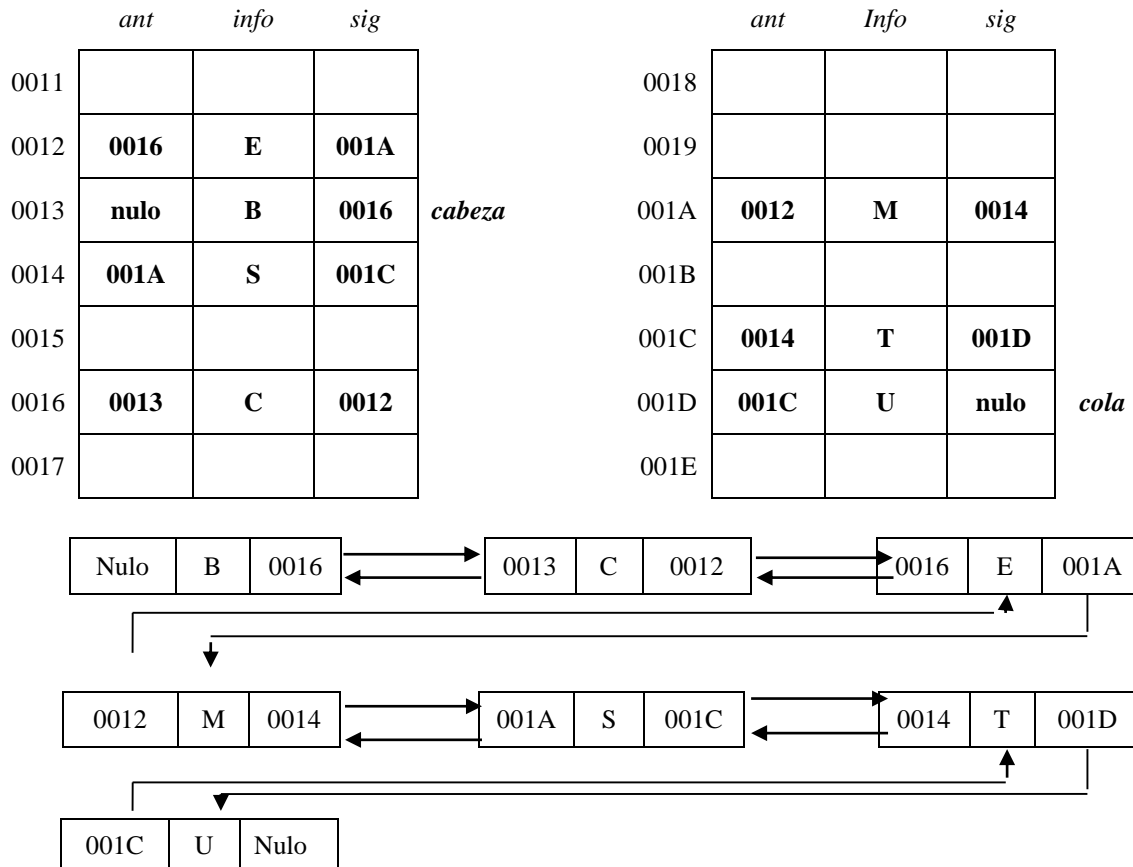 ant info sig
0011
0012 0016 E 001A
0013 nulo B 0016 cabeza
0014 001A S 001C
0015
0016 0013 C 0012
0017
ant Info sig
0018
0019
001A 0012 M 0014
001B
001C 0014 T 001D
001D 001C U nulo cola
001E
Nulo B 0016 0013 C 0012 0016 E 001A
0012 M 0014 001A S 001C 0014 T 001D
001C U Nulo